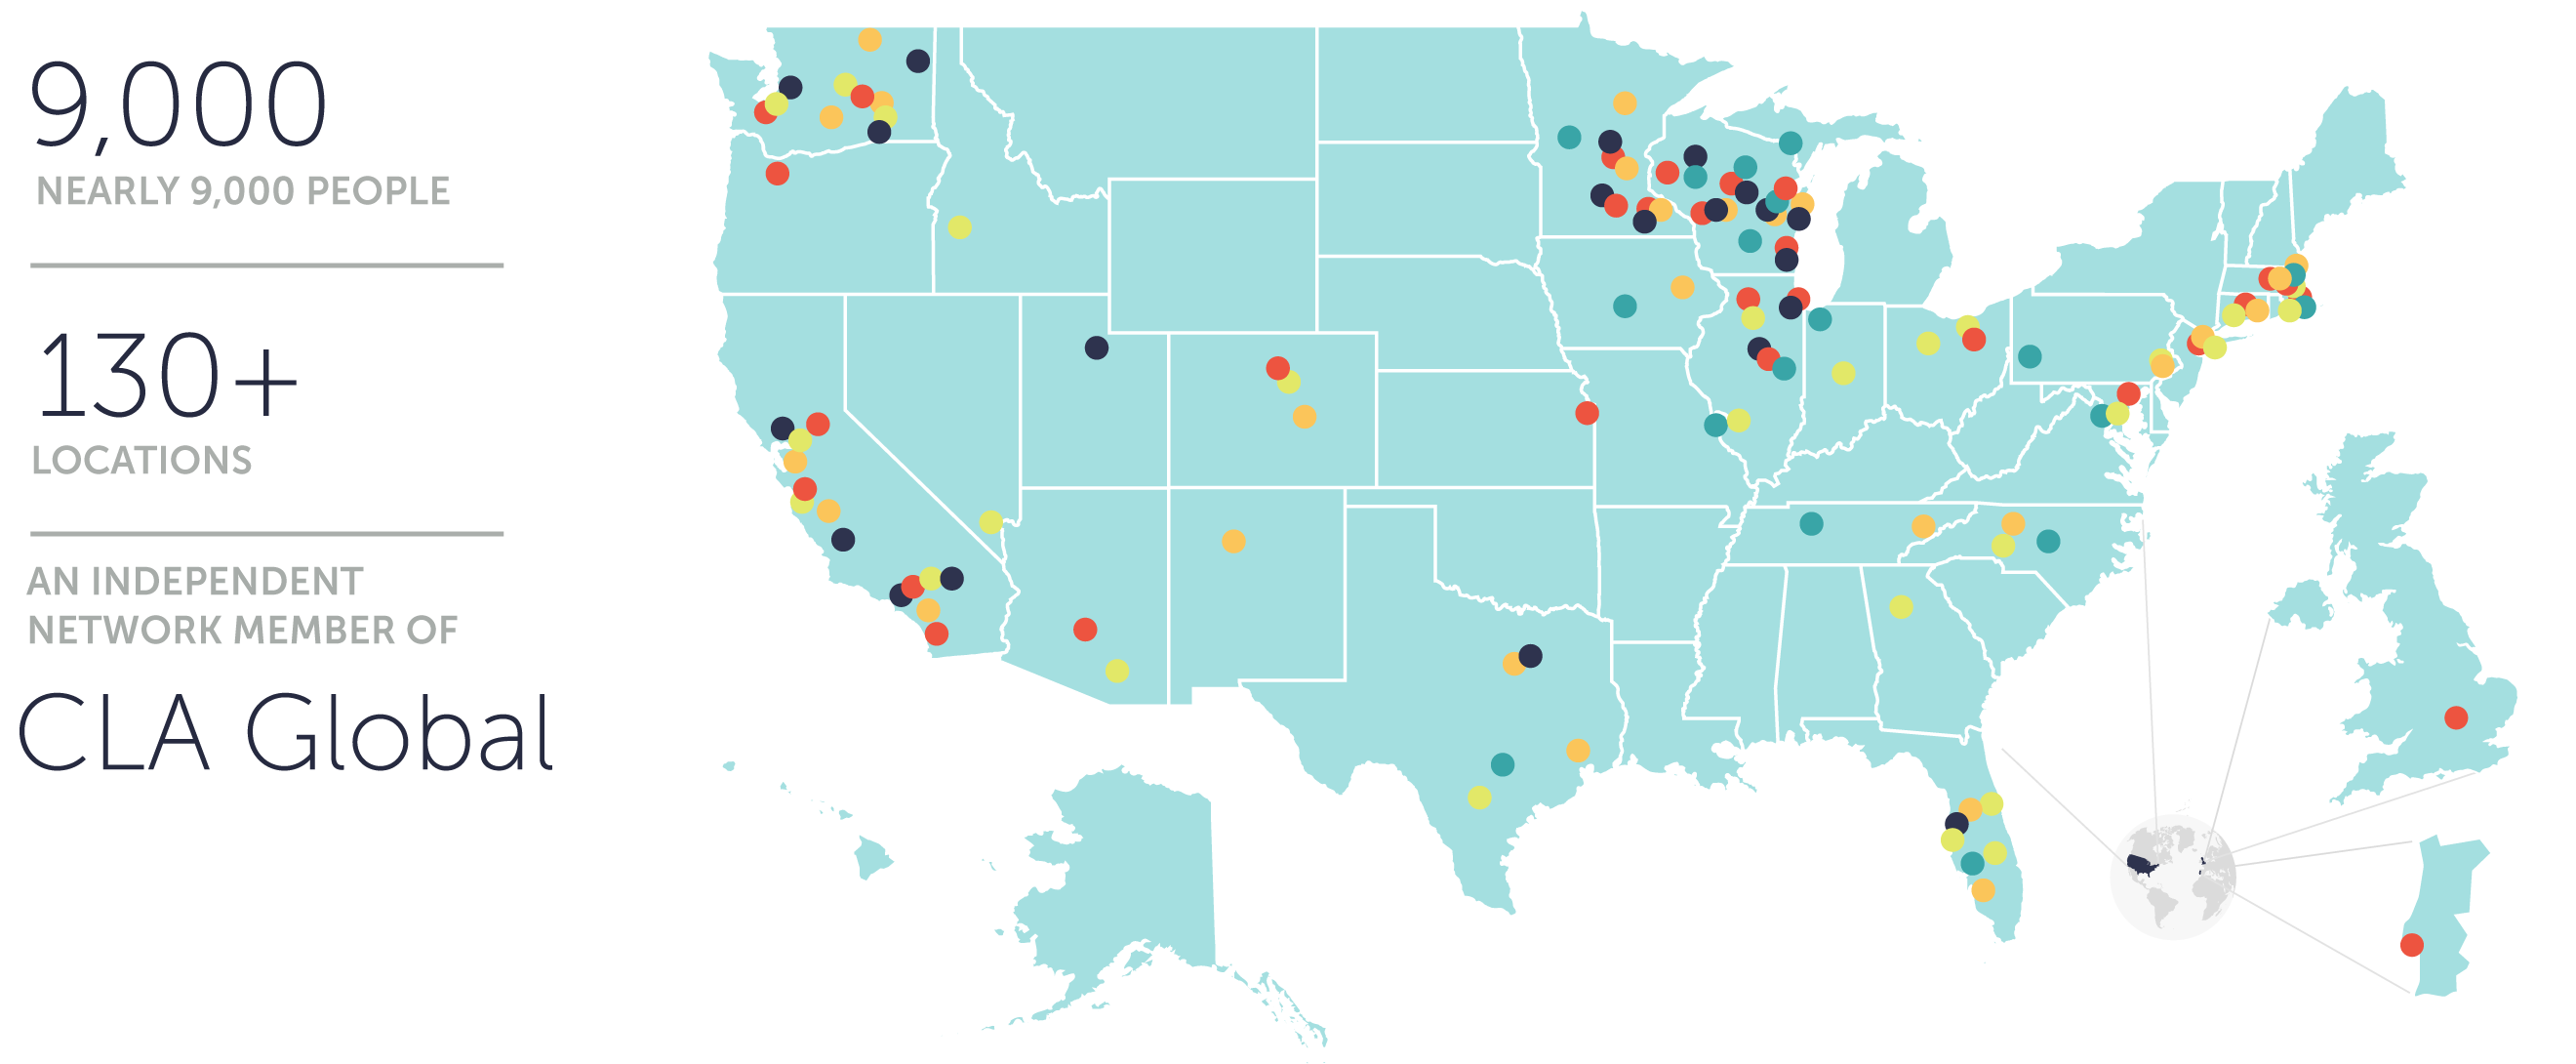 9,000
NEARLY 9,000 PEOPLE
130+
LOCATIONS
AN INDEPENDENT
NETWORK MEMBER OF
CLA Global